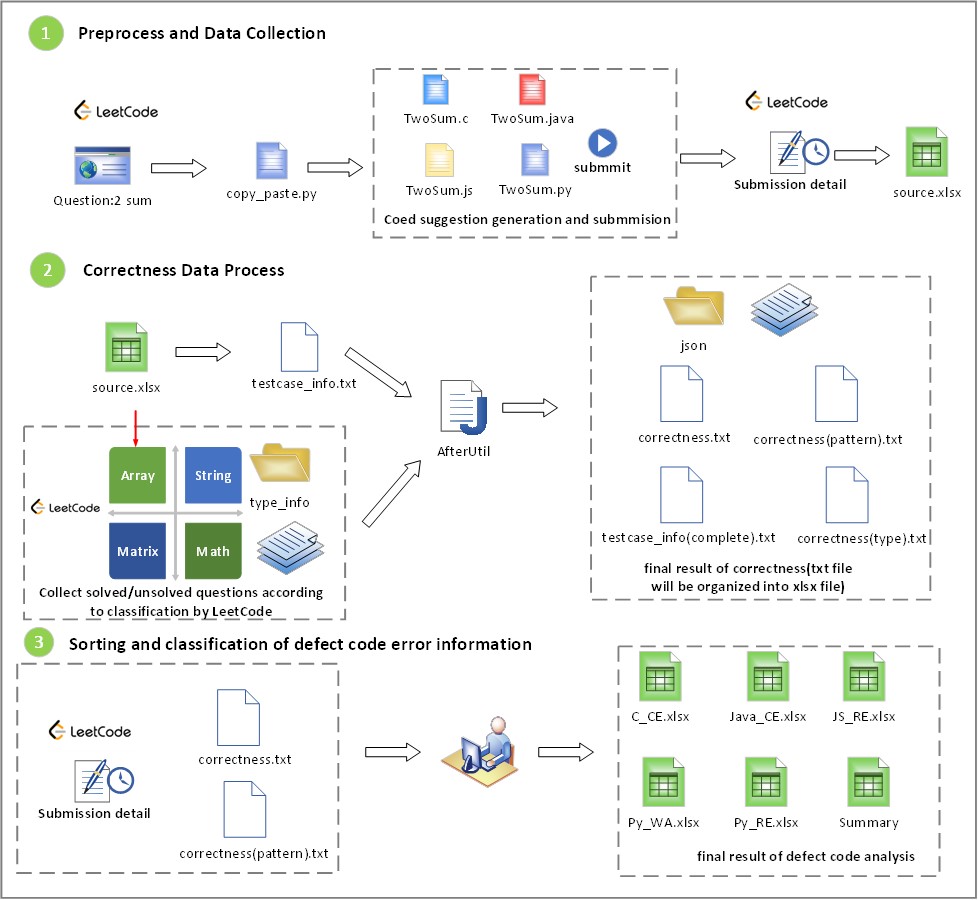 1
Preprocess and Data Collection
LeetCode
Question:2 sum
copy_paste.py
TwoSum.c
TwoSum.java
TwoSum.js
TwoSum.py
submmit
Coed suggestion generation and submmision
LeetCode
Submission detail
source.xlsx
2
Correctness Data Process
source.xlsx
testcase_info.txt
LeetCode
Array
String
Matrix
Math
type_info
Collect solved/unsolved questions according
to classification by LeetCode
AfterUtil
json
correctness.txt
correctness(pattern).txt
testcase_info(complete).txt
correctness(type).txt
final result of correctness(txt file
will be organized into xlsx file)
3
Sorting and classification of defect code error information
LeetCode
Submission detail
correctness.txt
correctness(pattern).txt
C_CE.xlsx
Java_CE.xlsx
JS_RE.xlsx
Py_WA.xlsx
Py_RE.xlsx
Summary
final result of defect code analysis